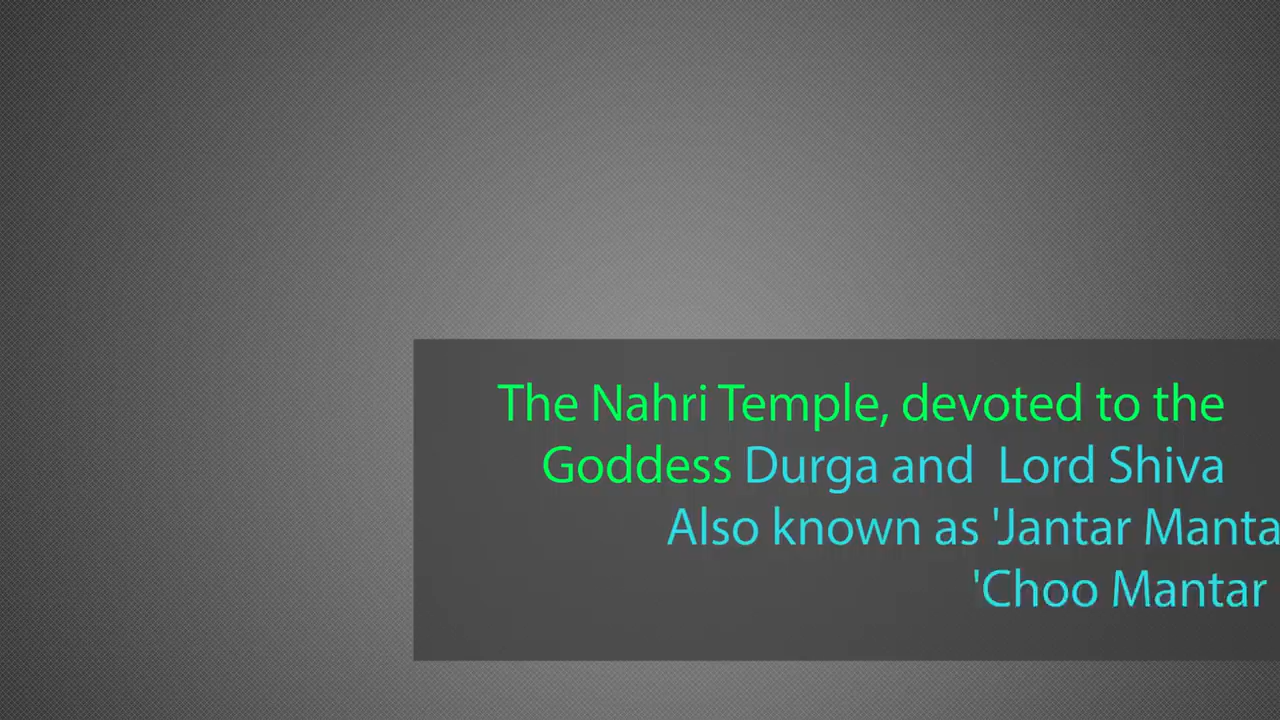 The Nahri Temple, devoted to the
Goddess Durga and Lord Shiva
Also known as 'Jantar Manta
'Choo Mantar